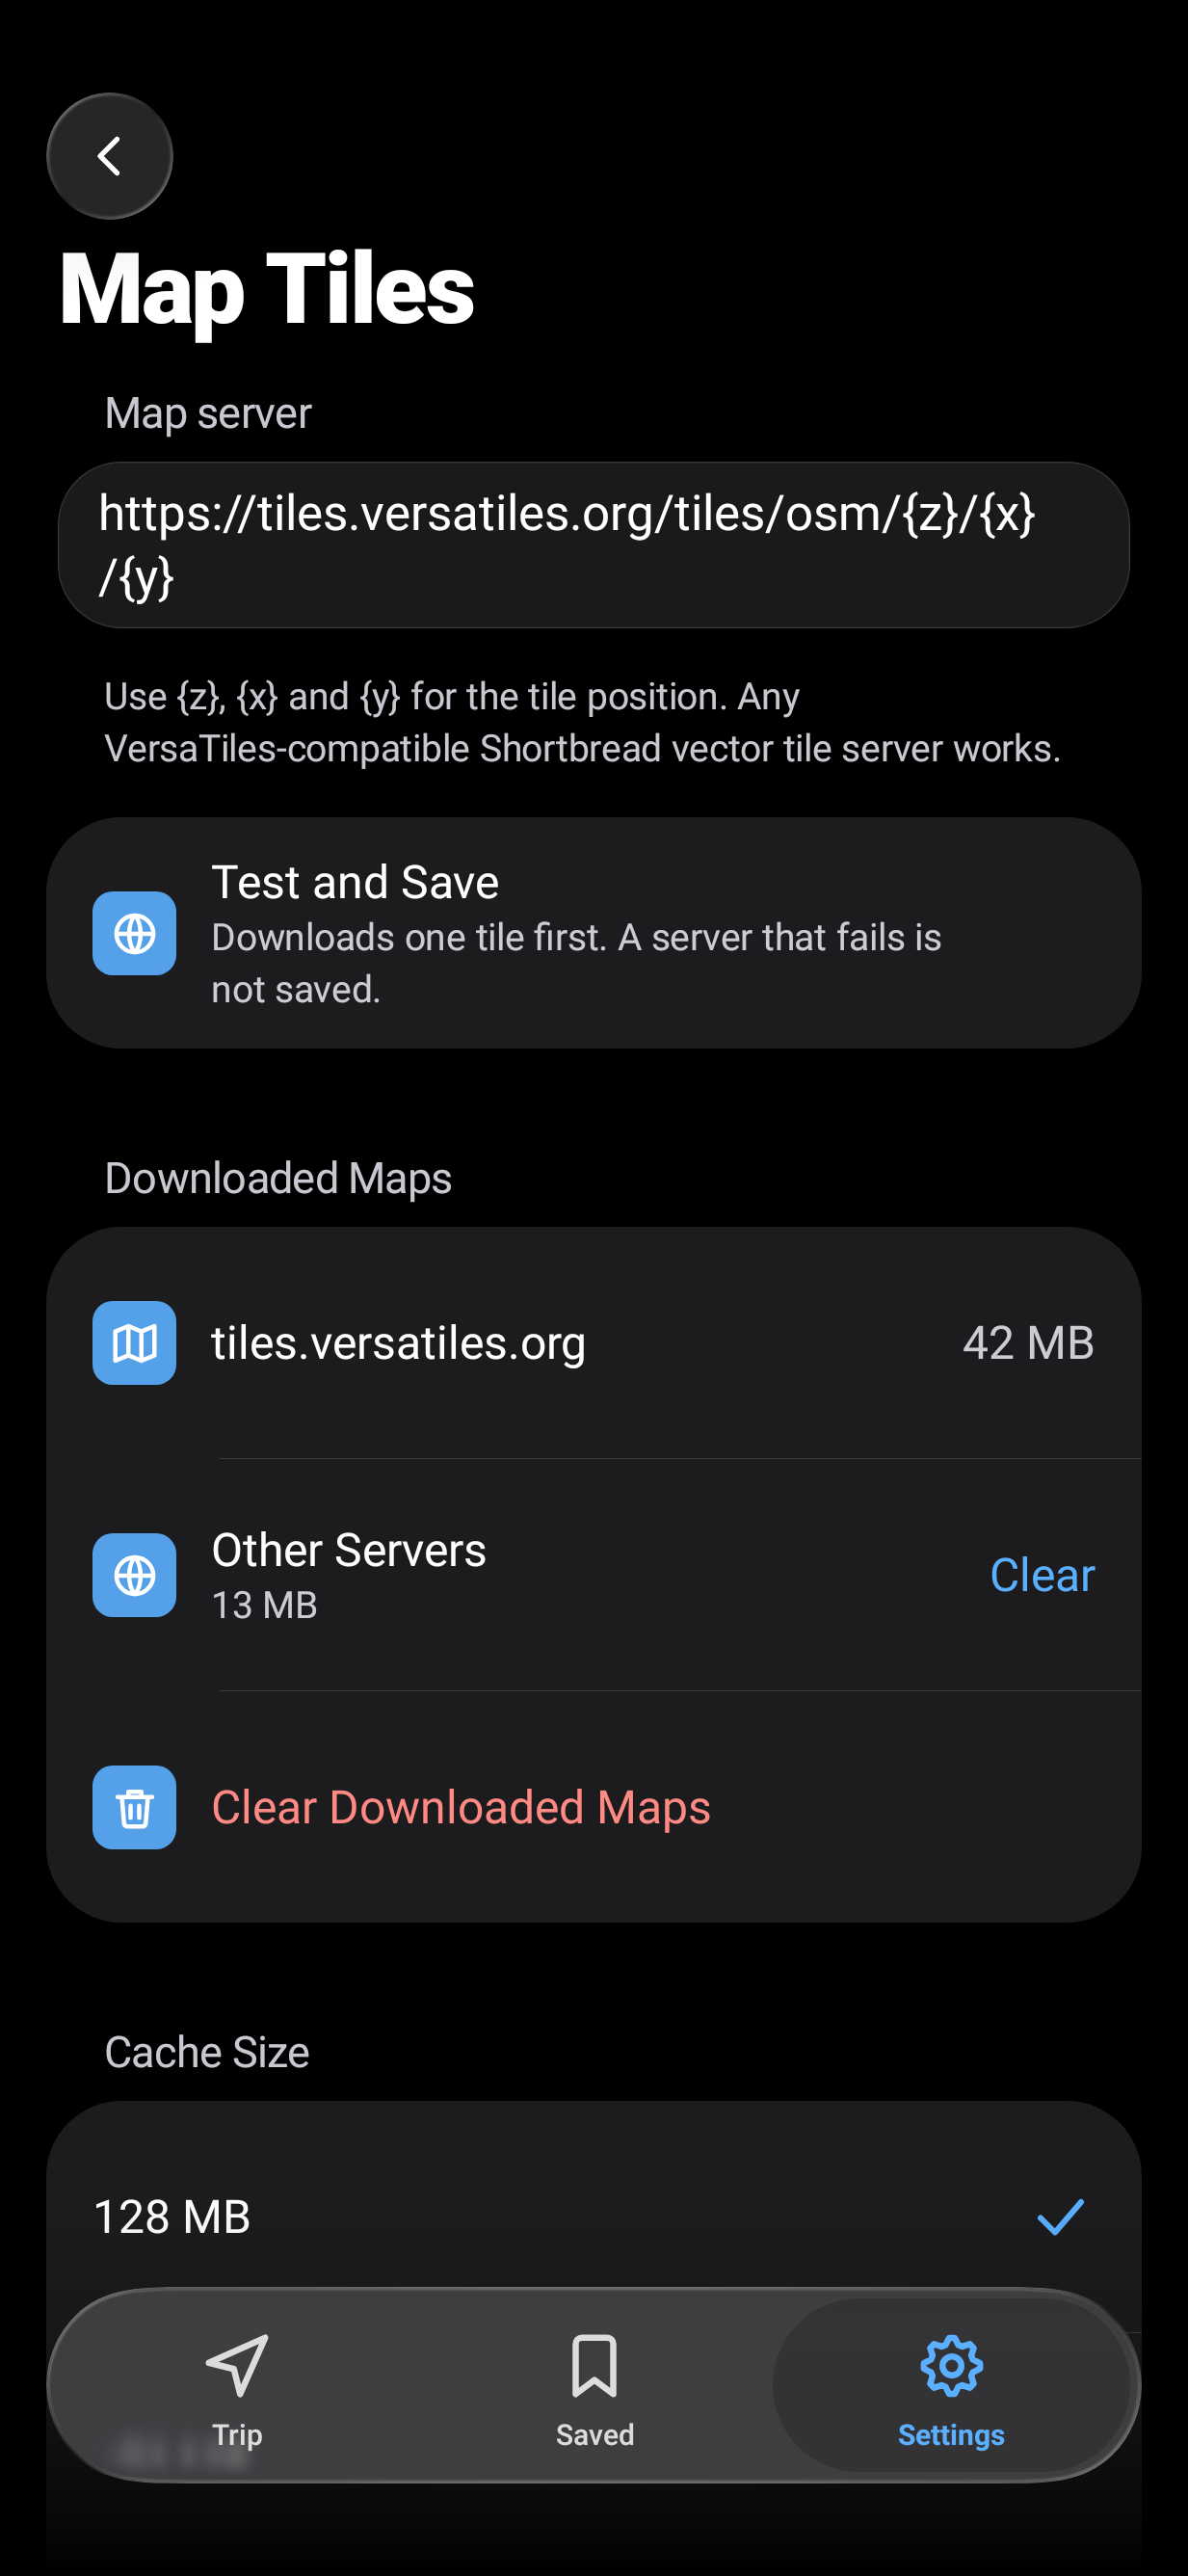 Map Tiles
Map server
https://tiles.versatiles.org/tiles/osm/{z}/{x}
/{y}
Use {z}, {x} and {y} for the tile position. Any
VersaTiles-compatible Shortbread vector tile server works.
Test and Save
Downloads one tile first. A server that fails is
not saved.
Downloaded Maps
tiles.versatiles.org
42 MB
Other Servers
13 MB
Clear
Clear Downloaded Maps
Cache Size
128 MB
Trip
Saved
Settings